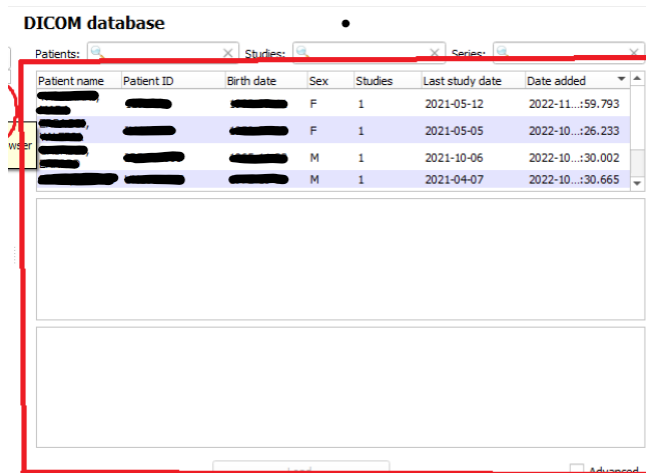 DICOM database
Patients: Studies: Series:
Patient name Patient ID Birth date Sex Studies Last study date Date added
F 1 2021-05-12 2022-11...:59.793
F 1 2021-05-05 2022-10...:26.233
wser
M 1 2021-10-06 2022-10...:30.002
M 1 2021-04-07 2022-10...:30.665
Load Advanced